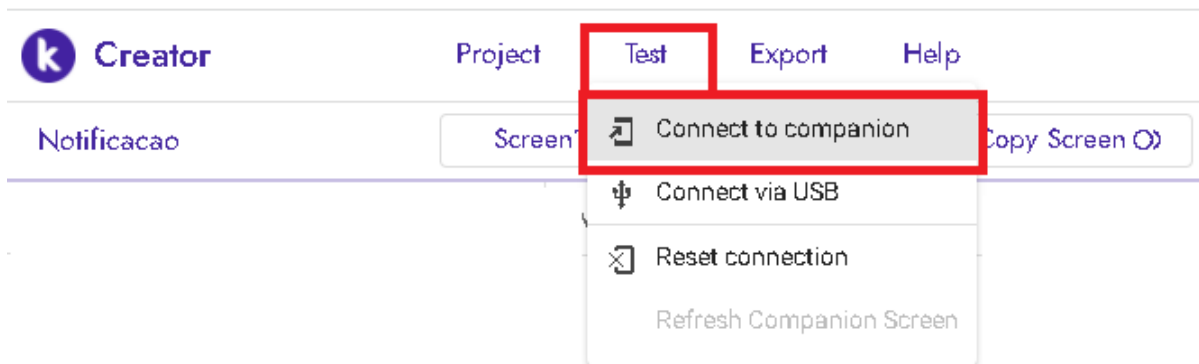 k Creator Project Test Export Help
Notificacao Screen Connect to companion Copy Screen
Connect via USB
Reset connection
Refresh Companion Screen